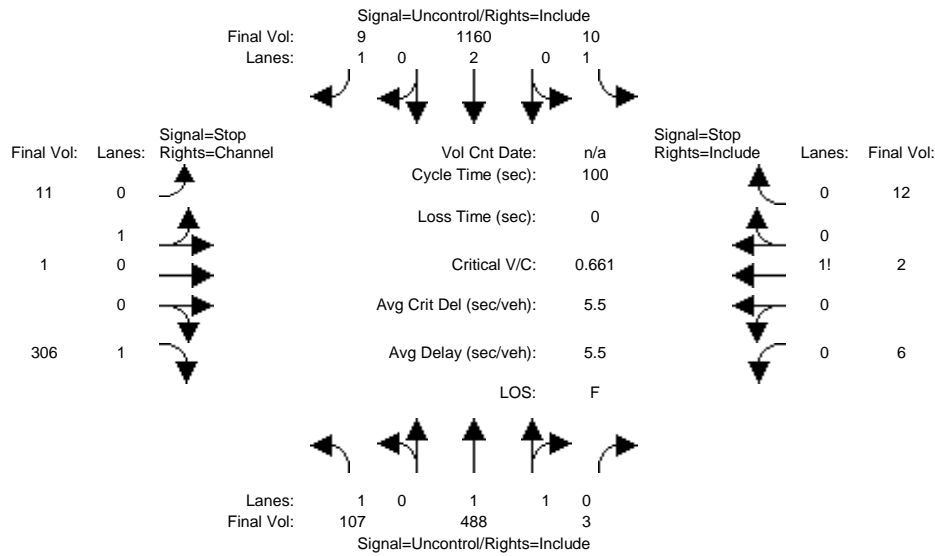 Signal=Uncontrol/Rights=Include
Final Vol: 9 1160 10
Lanes: 1 0 2 0 1
Signal=Stop Signal=Stop
Final Vol: Lanes: Rights=Channel Vol Cnt Date: n/a Rights=Include Lanes: Final Vol:
Cycle Time (sec): 100
11 0 0 12
Loss Time (sec): 0
1 0
1 0 Critical V/C: 0.661 1! 2
0 Avg Crit Del (sec/veh): 5.5 0
306 1 Avg Delay (sec/veh): 5.5 0 6
LOS: F
Lanes: 1 0 1 1 0
Final Vol: 107 488 3
Signal=Uncontrol/Rights=Include